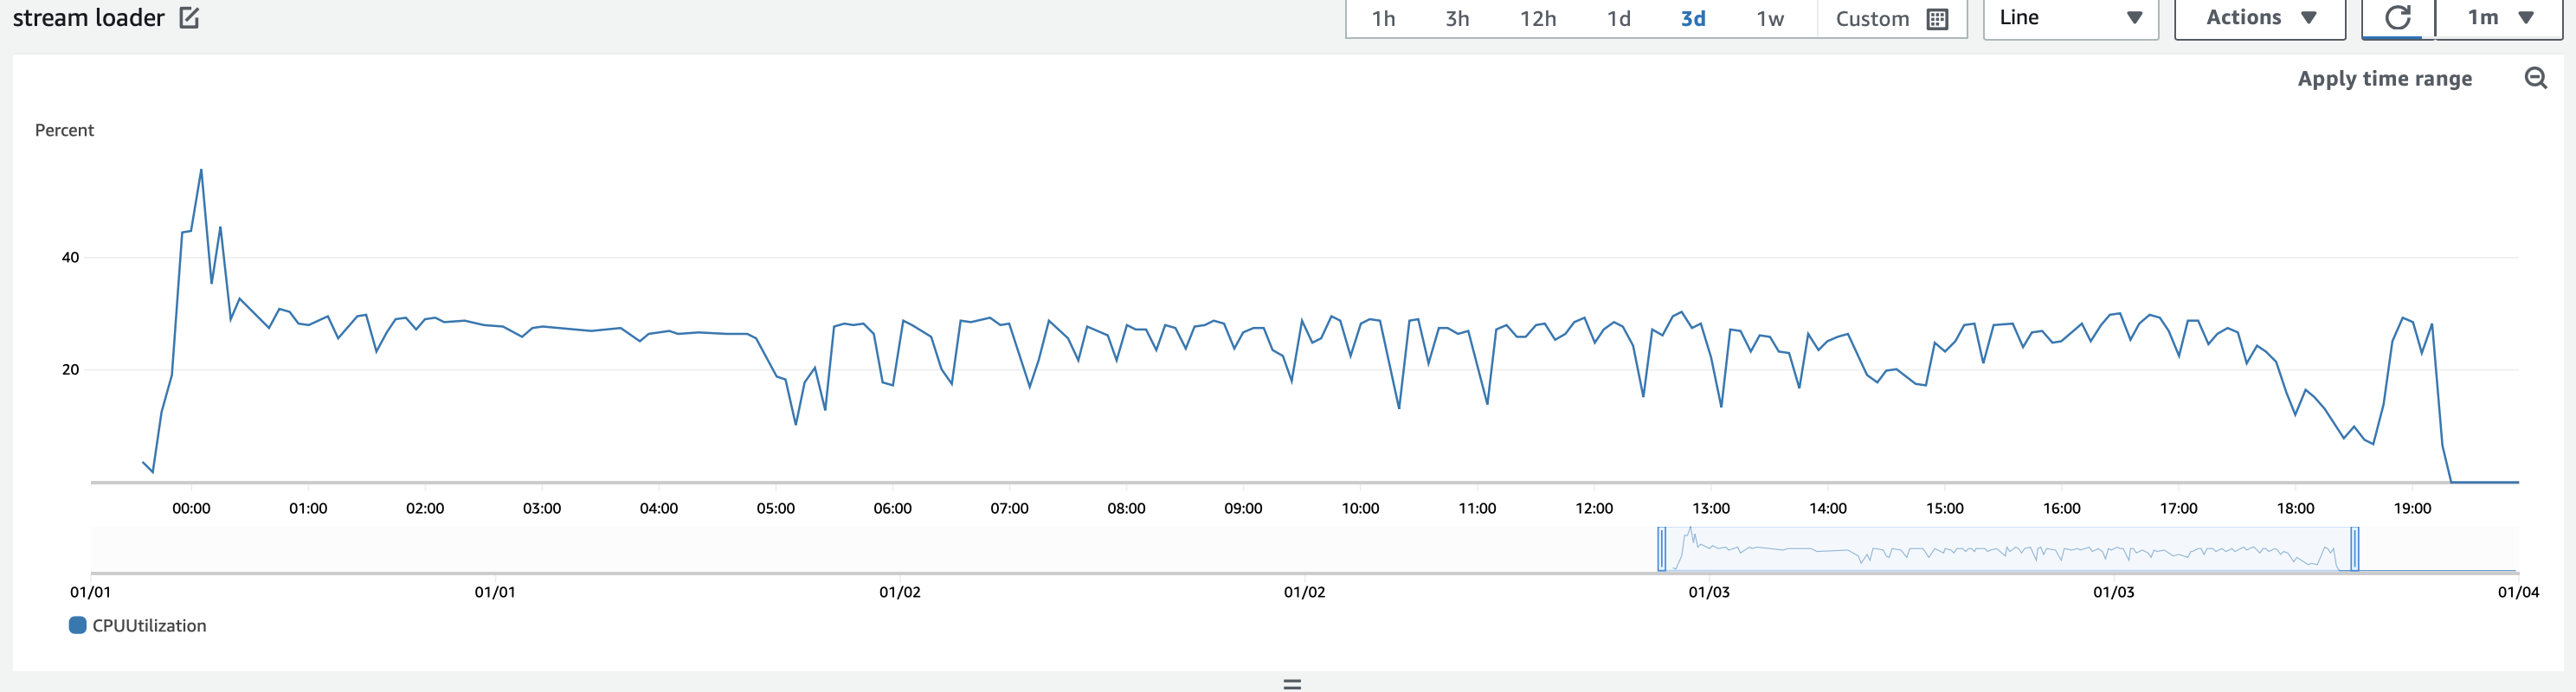 stream loader 1h 3h 12h 1d 3d 1w Custom Line Actions 1m
Apply time range
Percent
40
20
00:00 01:00 02:00 03:00 04:00 05:00 06:00 07:00 08:00 09:00 10:00 11:00 12:00 13:00 14:00 15:00 16:00 17:00 18:00 19:00
01/01 01/01 01/02 01/02 01/03 01/03 01/04
CPUUtilization